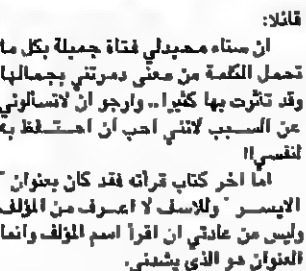 قائلا:
ان سناء محيدلي فتاة جميلة بكل ما
تحمل الكلمة من معنى دمرتني بجمالها
وقد تأثرت بها كثيرا.. وارجو ان لاتسألوني
عن السبب لانني احب ان احتفظ به
لنفسي!!
اما اخر كتاب قرأته فقد كان بعنوان "
الايسر " وللاسف لا اعرف من المؤلف
وليس من عادتي ان اقرأ اسم المؤلف وانما
العنوان هو الذي يشدني.